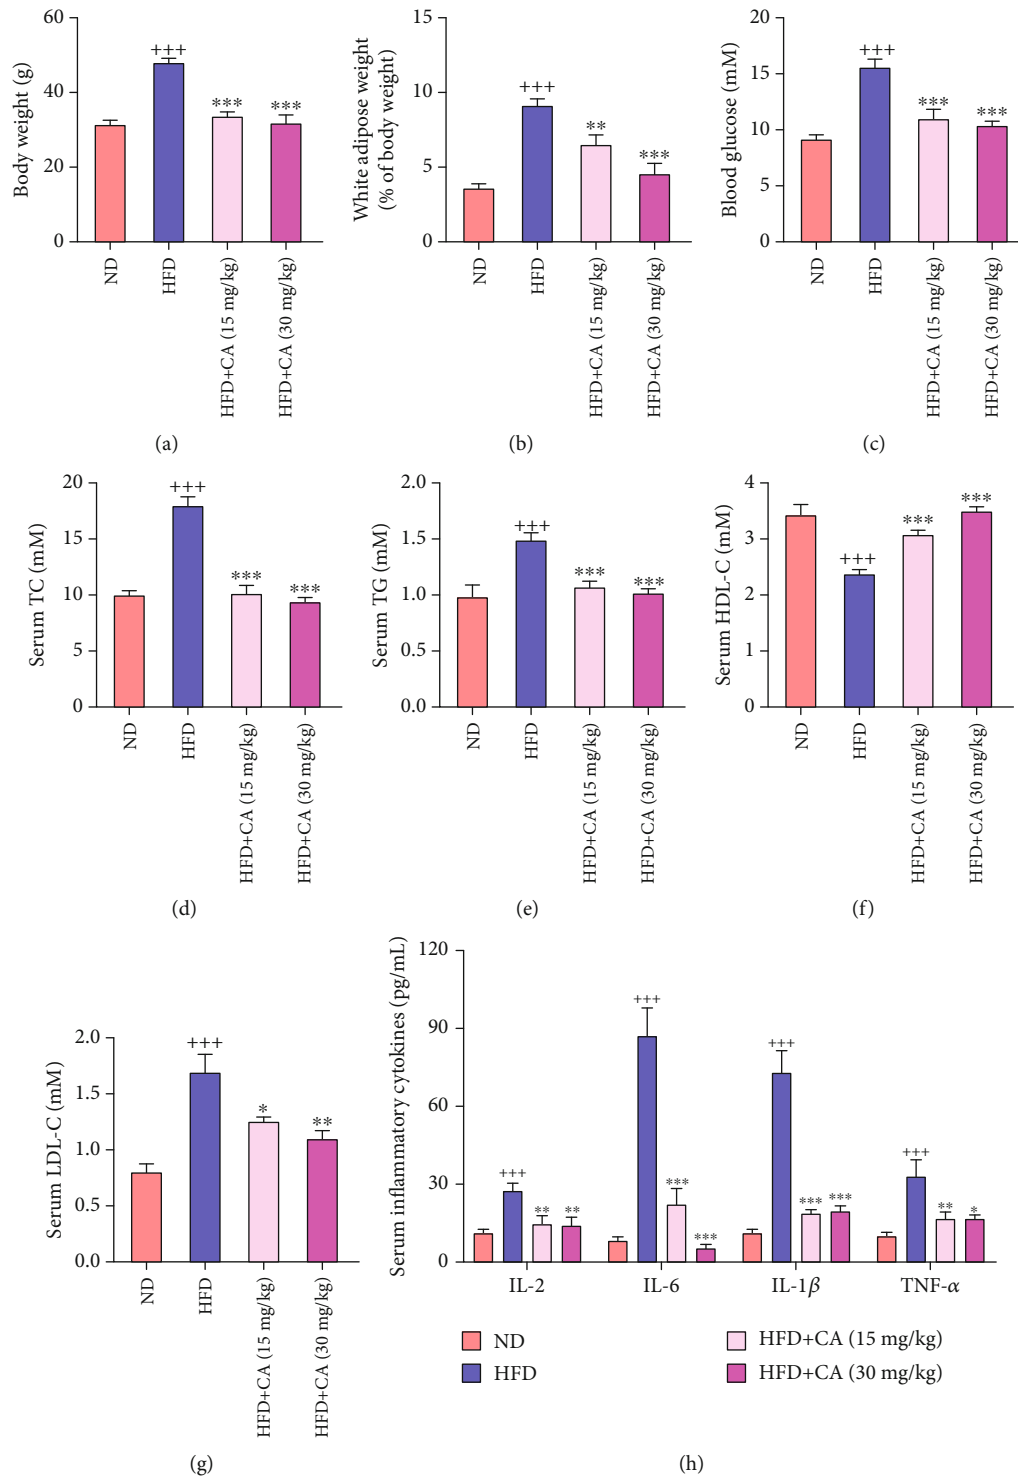 Body weight (g)
60
40
20
0
+++
***
***
ND
HFD
HFD+CA (15 mg/kg)
HFD+CA (30 mg/kg)
(a)
White adipose weight
(% of body weight)
15
10
5
0
+++
**
***
ND
HFD
HFD+CA (15 mg/kg)
HFD+CA (30 mg/kg)
(b)
Blood glucose (mM)
20
15
10
5
0
+++
***
***
ND
HFD
HFD+CA (15 mg/kg)
HFD+CA (30 mg/kg)
(c)
Serum TC (mM)
20
15
10
5
0
+++
***
***
ND
HFD
HFD+CA (15 mg/kg)
HFD+CA (30 mg/kg)
(d)
Serum TG (mM)
2.0
1.5
1.0
0.5
0.0
+++
***
***
ND
HFD
HFD+CA (15 mg/kg)
HFD+CA (30 mg/kg)
(e)
Serum HDL-C (mM)
4
3
2
1
0
+++
***
***
ND
HFD
HFD+CA (15 mg/kg)
HFD+CA (30 mg/kg)
(f)
Serum LDL-C (mM)
2.0
1.5
1.0
0.5
0.0
+++
*
**
ND
HFD
HFD+CA (15 mg/kg)
HFD+CA (30 mg/kg)
(g)
Serum inflammatory cytokines (pg/mL)
120
90
60
30
0
+++
**
**
+++
***
***
+++
***
***
+++
**
*
IL-2
IL-6
IL-1β
TNF-α
ND
HFD
HFD+CA (15 mg/kg)
HFD+CA (30 mg/kg)
(h)